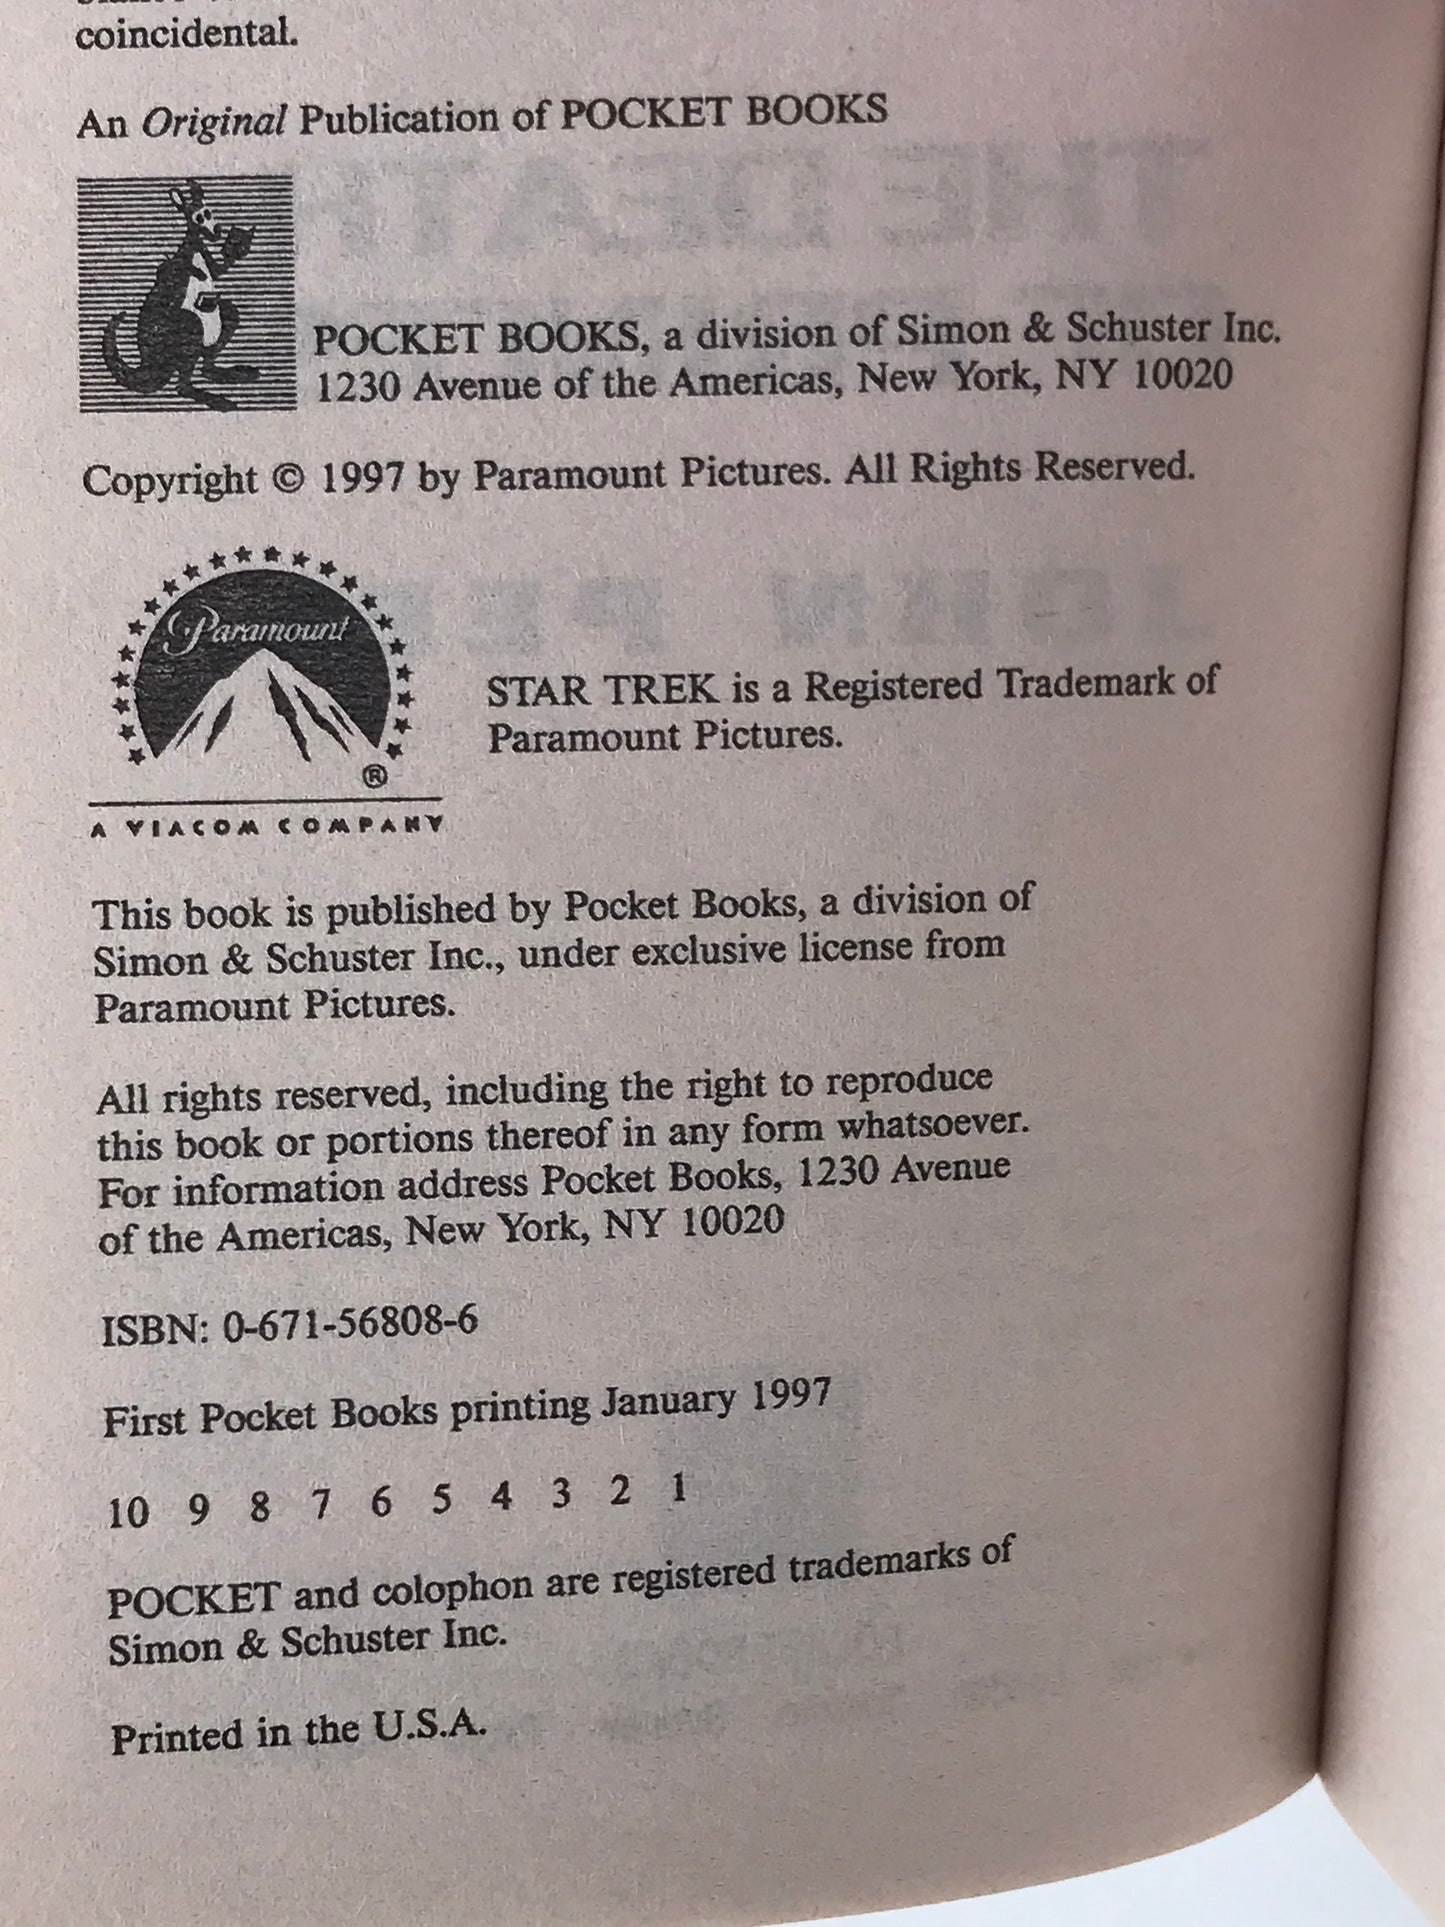 coincidental.
An Original Publication of POCKET BOOKS
POCKET BOOKS, a division of Simon & Schuster Inc.
1230 Avenue of the Americas, New York, NY 10020
Copyright © 1997 by Paramount Pictures. All Rights Reserved.
Paramount
®
A VIACOM COMPANY
STAR TREK is a Registered Trademark of
Paramount Pictures.
This book is published by Pocket Books, a division of
Simon & Schuster Inc., under exclusive license from
Paramount Pictures.
All rights reserved, including the right to reproduce
this book or portions thereof in any form whatsoever.
For information address Pocket Books, 1230 Avenue
of the Americas, New York, NY 10020
ISBN: 0-671-56808-6
First Pocket Books printing January 1997
10 9 8 7 6 5 4 3 2 1
POCKET and colophon are registered trademarks of
Simon & Schuster Inc.
Printed in the U.S.A.